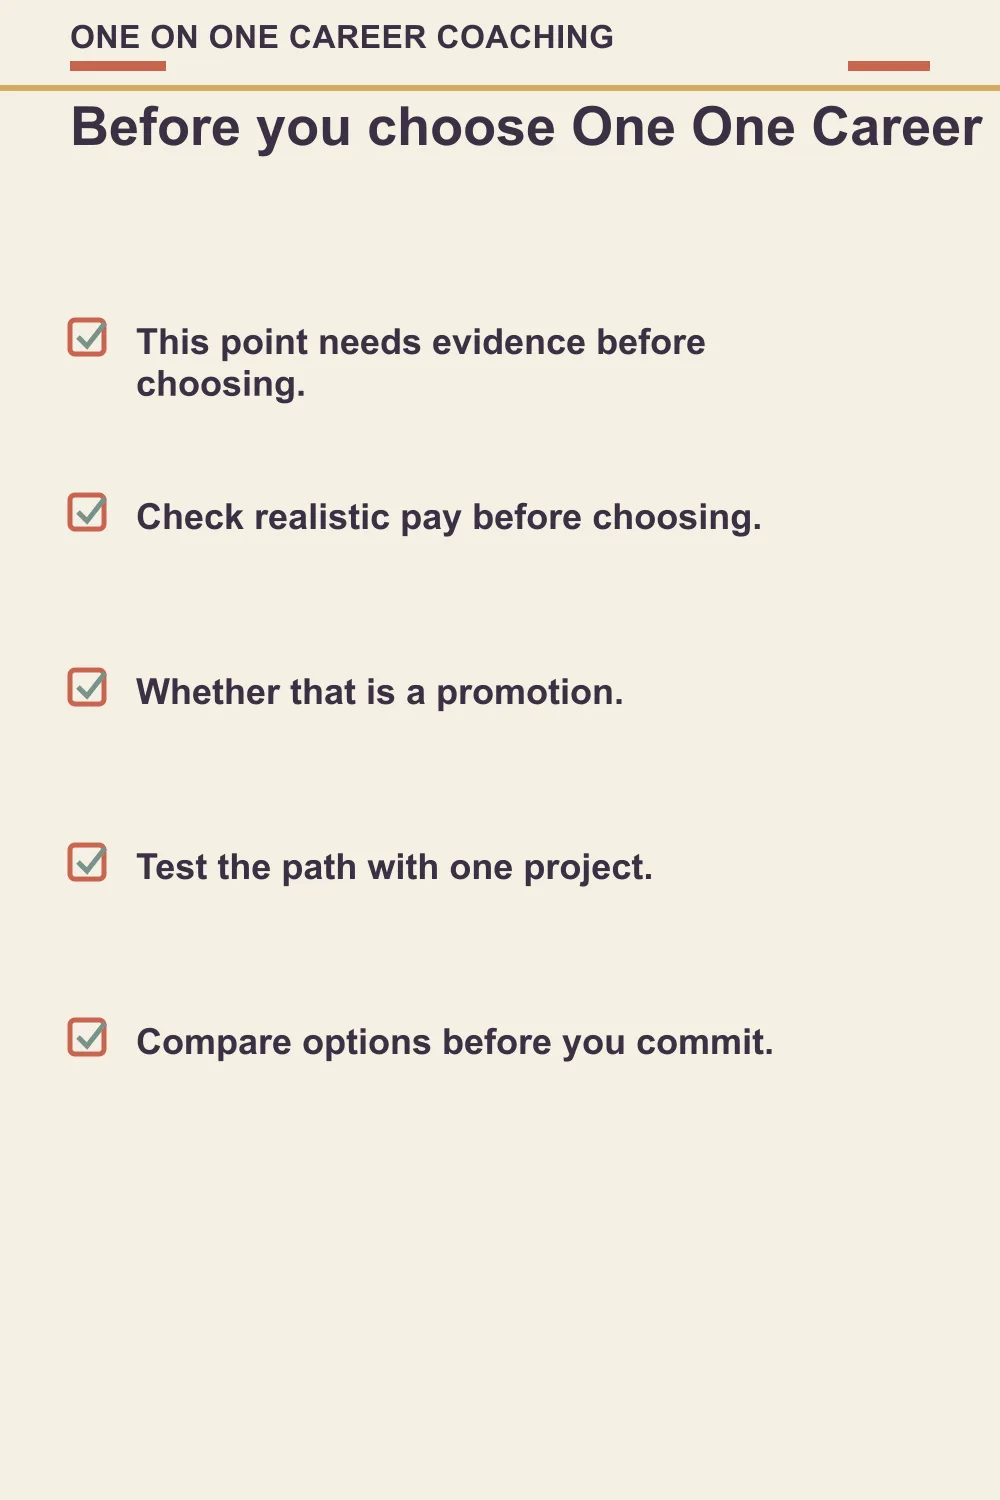 ONE ON ONE CAREER COACHING
Before you choose One One Career
This point needs evidence before
choosing.
Check realistic pay before choosing.
Whether that is a promotion.
Test the path with one project.
Compare options before you commit.